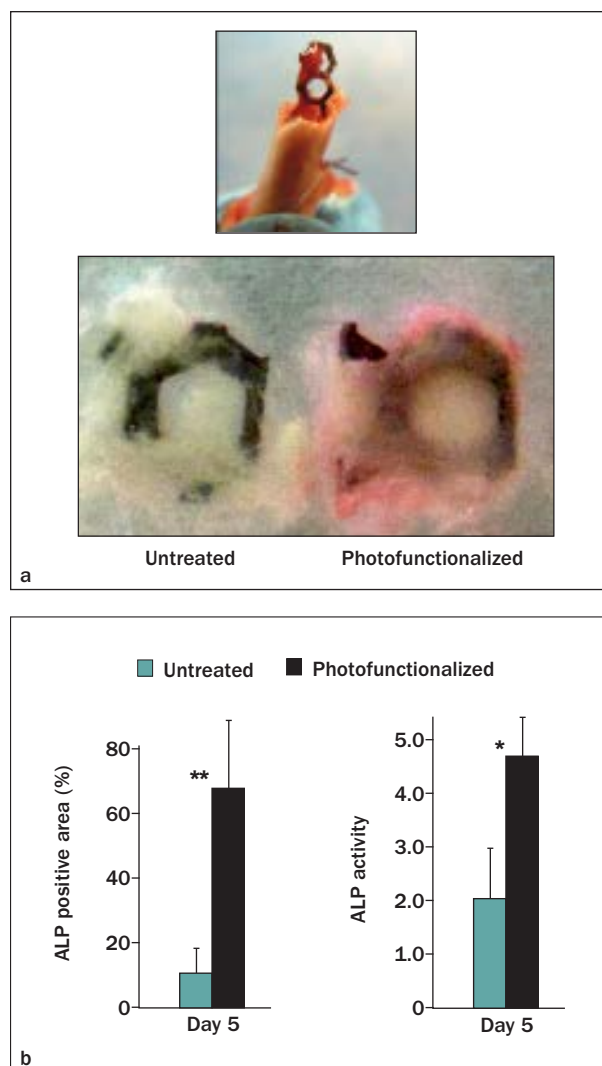 Untreated Photofunctionalized
a
Untreated Photofunctionalized
ALP positive area (%)
80
60
40
20
0
**
Day 5
ALP activity
5.0
4.0
3.0
2.0
1.0
0
*
Day 5
b